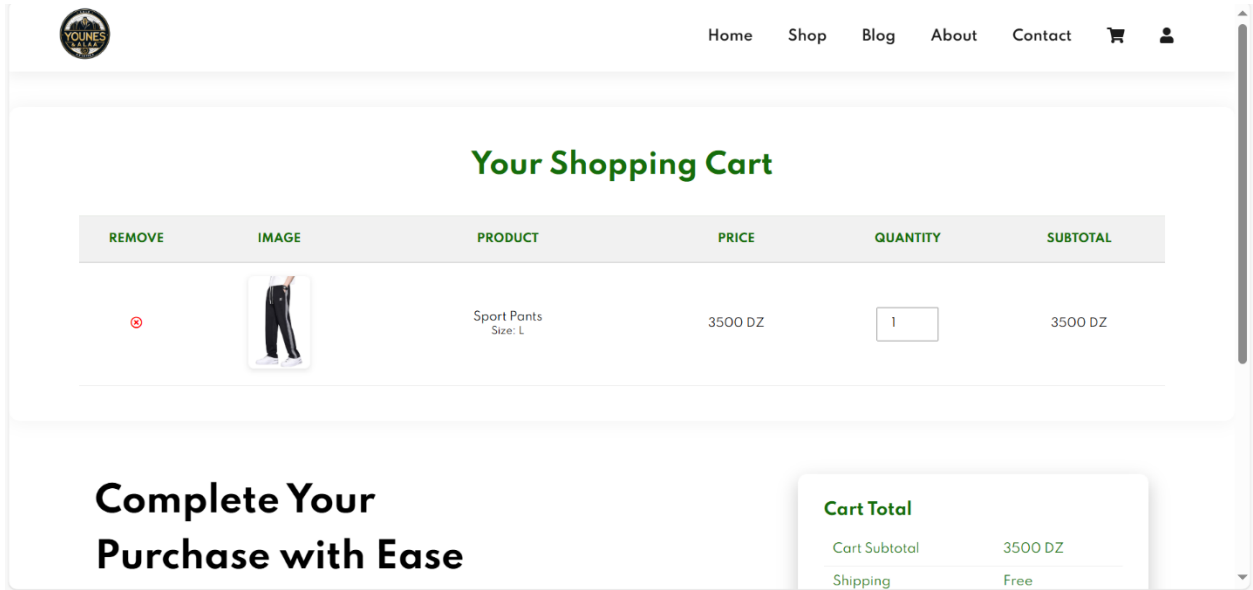 YOUNES
& ALAA
Home Shop Blog About Contact
Your Shopping Cart
REMOVE IMAGE PRODUCT PRICE QUANTITY SUBTOTAL
Sport Pants
Size: L
3500 DZ 1 3500 DZ
Complete Your
Purchase with Ease
Cart Total
Cart Subtotal 3500 DZ
Shipping Free